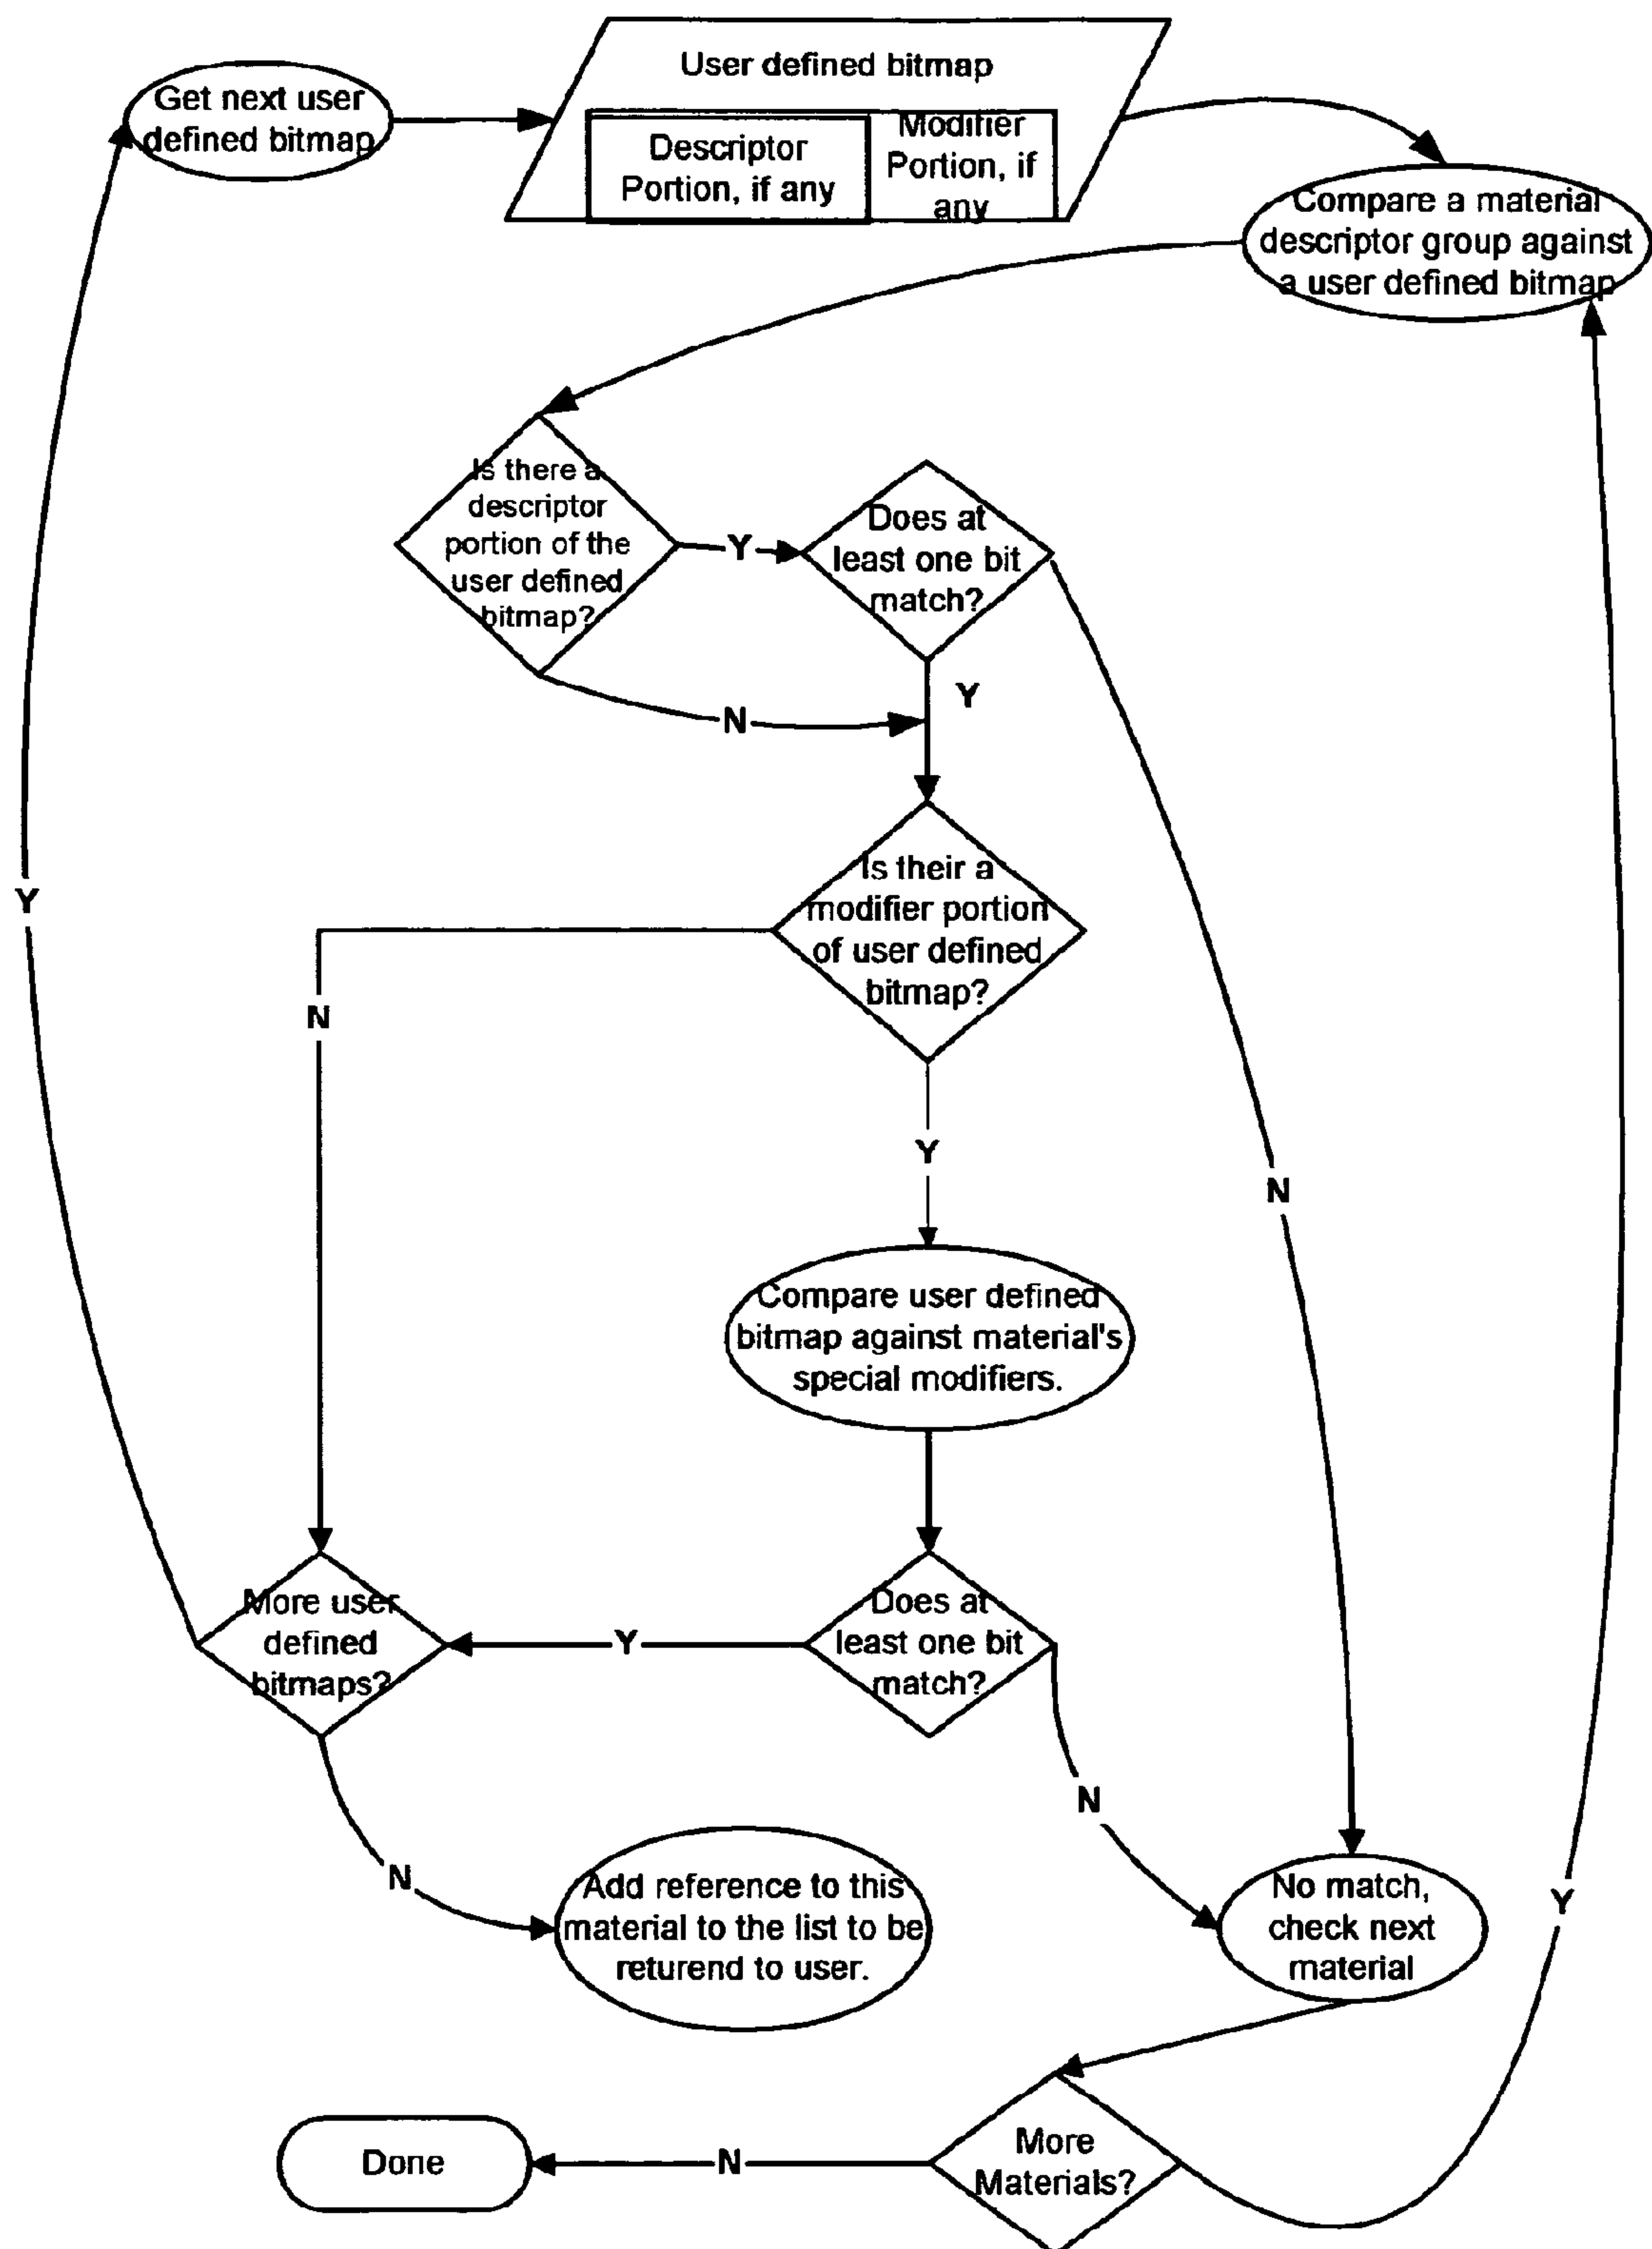 Get next user
defined bitmap
User defined bitmap
Descriptor
Portion, if any
Modifier
Portion, if
any
Compare a material
descriptor group against
a user defined bitmap
Is there a
descriptor
portion of the
user defined
bitmap?
Y
Does at
least one bit
match?
Y
N
Is their a
modifier portion
of user defined
bitmap?
Y
N
Y
N
Compare user defined
bitmap against material's
special modifiers.
More user
defined
bitmaps?
Y
Does at
least one bit
match?
N
N
Add reference to this
material to the list to be
returend to user.
No match,
check next
material
Y
Done
N
More
Materials?